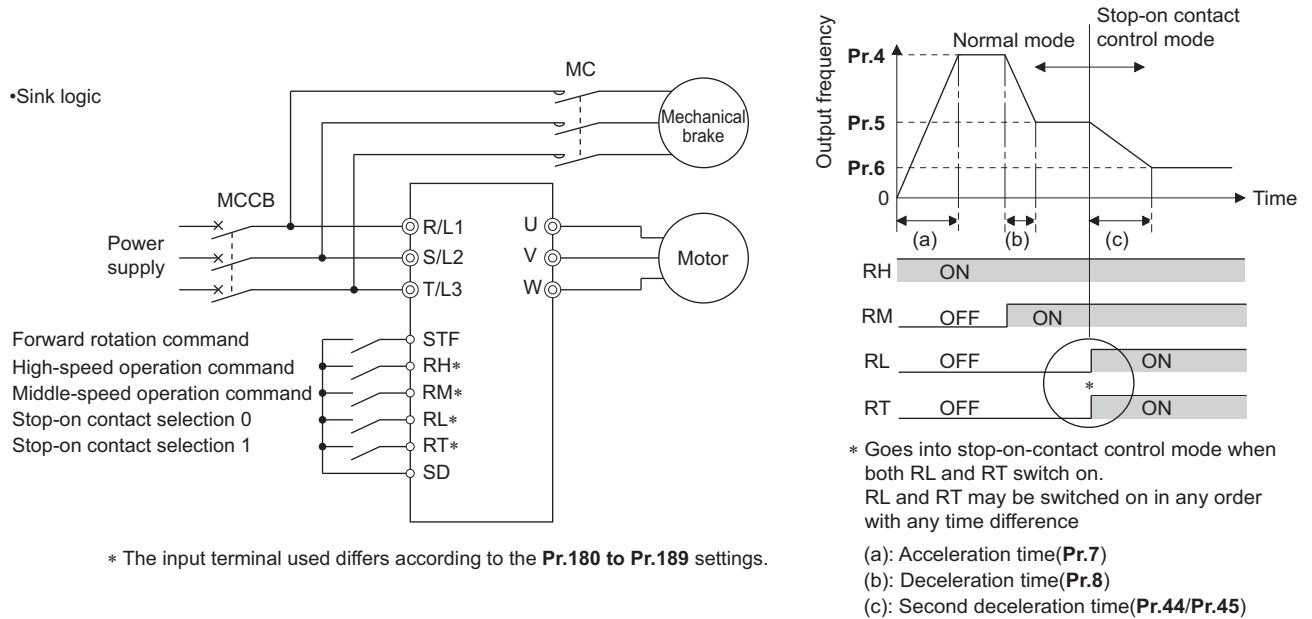 •Sink logic
MC
Mechanical
brake
MCCB
Power
supply
R/L1
S/L2
T/L3
U
V
W
Motor
Forward rotation command
High-speed operation command
Middle-speed operation command
Stop-on contact selection 0
Stop-on contact selection 1
STF
RH*
RM*
RL*
RT*
SD
* The input terminal used differs according to the Pr.180 to Pr.189 settings.
Output frequency
Normal mode
Stop-on contact
control mode
Pr.4
Pr.5
Pr.6
0
Time
(a)
(b)
(c)
RH ON
RM OFF ON
RL OFF ON
*
RT OFF ON
* Goes into stop-on-contact control mode when
both RL and RT switch on.
RL and RT may be switched on in any order
with any time difference
(a): Acceleration time(Pr.7)
(b): Deceleration time(Pr.8)
(c): Second deceleration time(Pr.44/Pr.45)